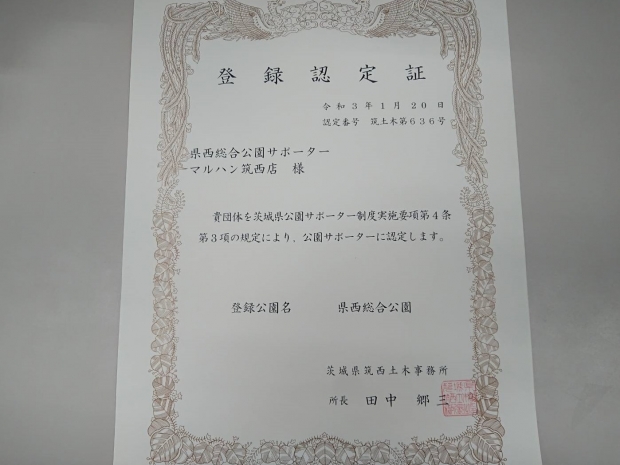 登録認定証
令和3年1月20日
認定番号 筑土木第636号
県西総合公園サポーター
マルハン筑西店 様
貴団体を茨城県公園サポーター制度実施要項第4条
第3項の規定により、公園サポーターに認定します。
登録公園名 県西総合公園
茨城県筑西土木事務所
所長 田中 郷三